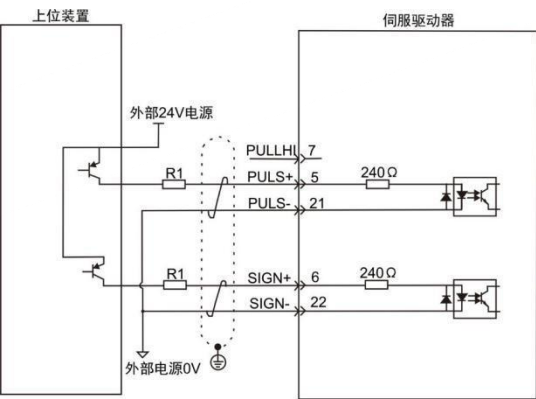 上位装置
伺服驱动器
外部24V电源
PULLHI 7
R1 PULS+ 5 240Ω
PULS- 21
R1 SIGN+ 6 240Ω
SIGN- 22
外部电源0V